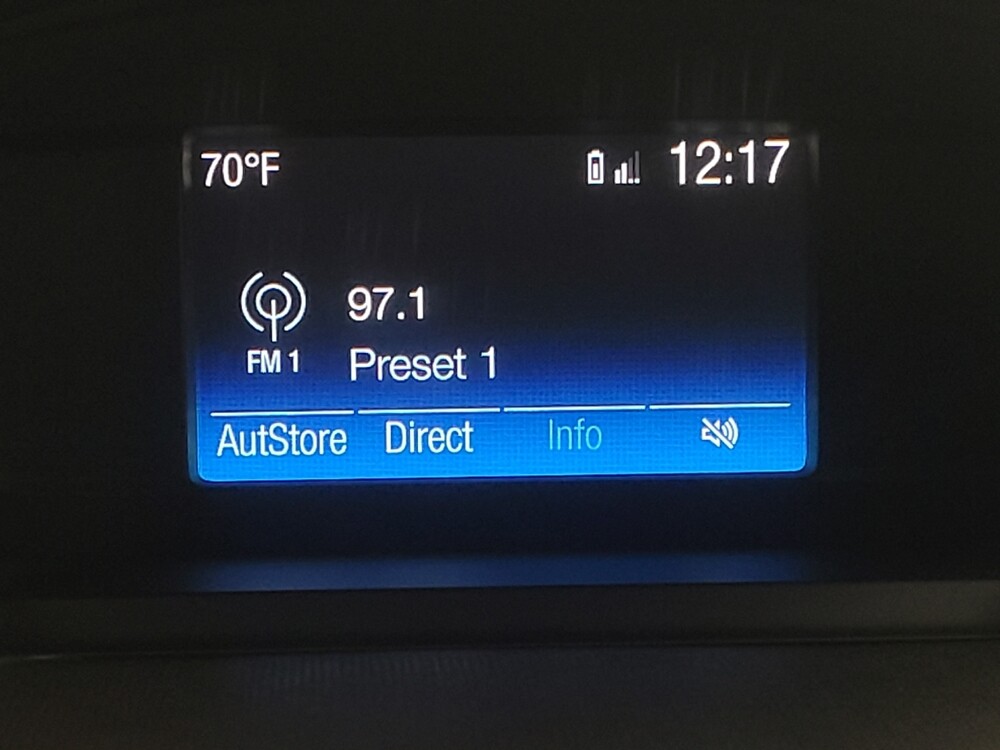 70°F 12:17
97.1
FM 1 Preset 1
AutStore Direct Info